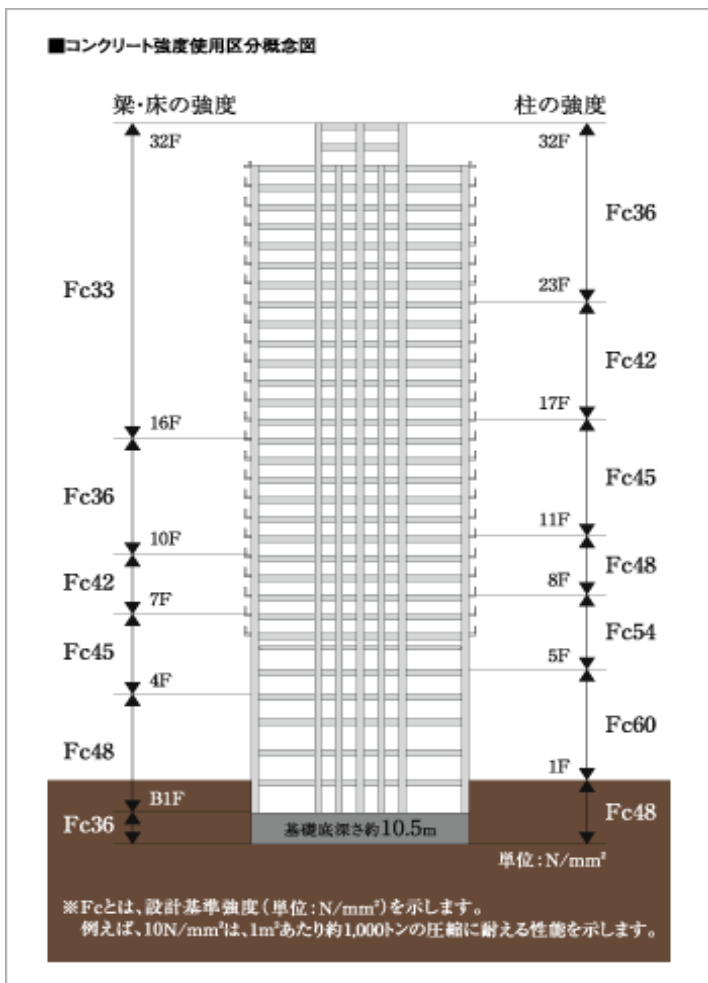 ■コンクリート強度使用区分概念図
梁・床の強度
32F
Fc33
16F
Fc36
10F
Fc42
7F
Fc45
4F
Fc48
B1F
Fc36
柱の強度
32F
Fc36
23F
Fc42
17F
Fc45
11F
Fc48
8F
Fc54
5F
Fc60
1F
Fc48
基礎底深さ約10.5m
単位:N/mm²
※Fcとは、設計基準強度(単位:N/mm²)を示します。
例えば、10N/mm²は、1m²あたり約1,000トンの圧縮に耐える性能を示します。